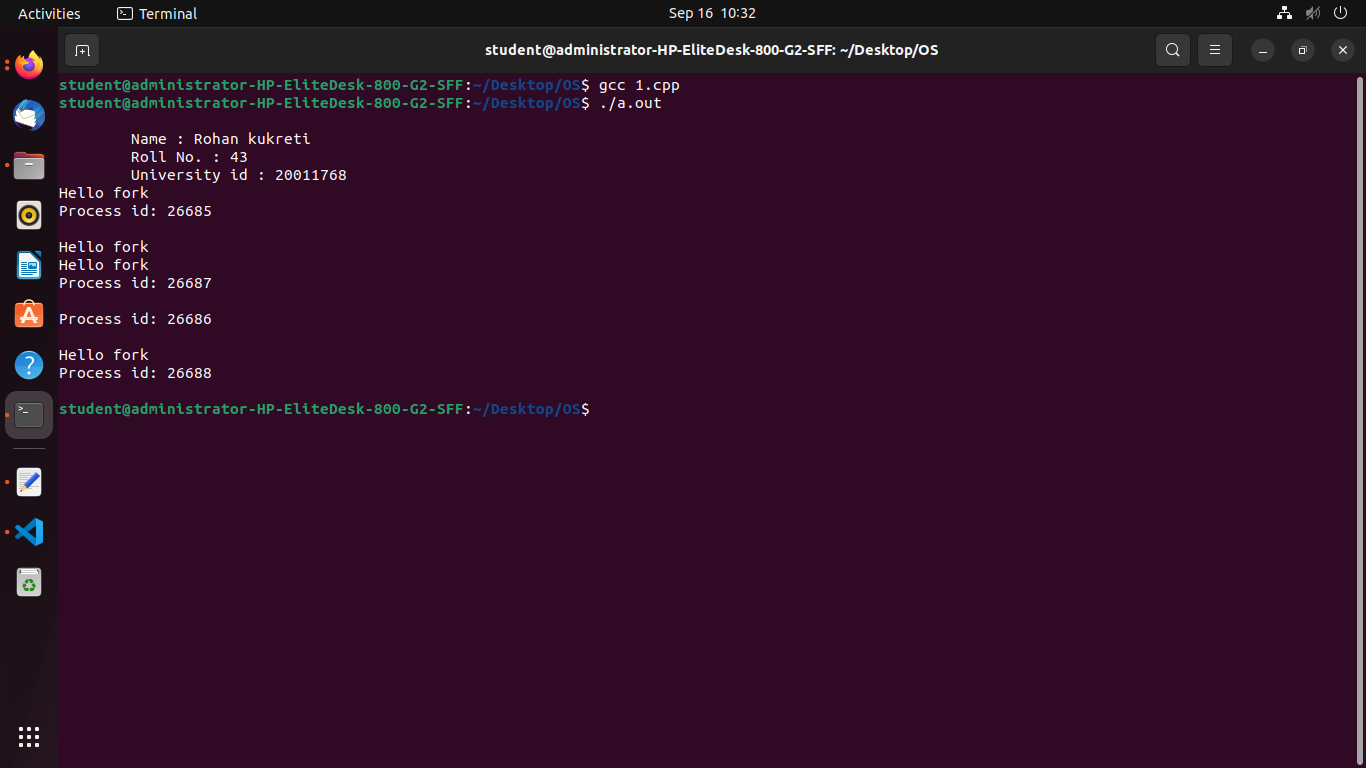 Activities
Terminal
Sep 16 10:32
student@administrator-HP-EliteDesk-800-G2-SFF: ~/Desktop/OS
student@administrator-HP-EliteDesk-800-G2-SFF:~/Desktop/OS$ gcc 1.cpp
student@administrator-HP-EliteDesk-800-G2-SFF:~/Desktop/OS$ ./a.out
Name : Rohan kukreti
Roll No. : 43
University id : 20011768
Hello fork
Process id: 26685
Hello fork
Hello fork
Process id: 26687
Process id: 26686
Hello fork
Process id: 26688
student@administrator-HP-EliteDesk-800-G2-SFF:~/Desktop/OS$